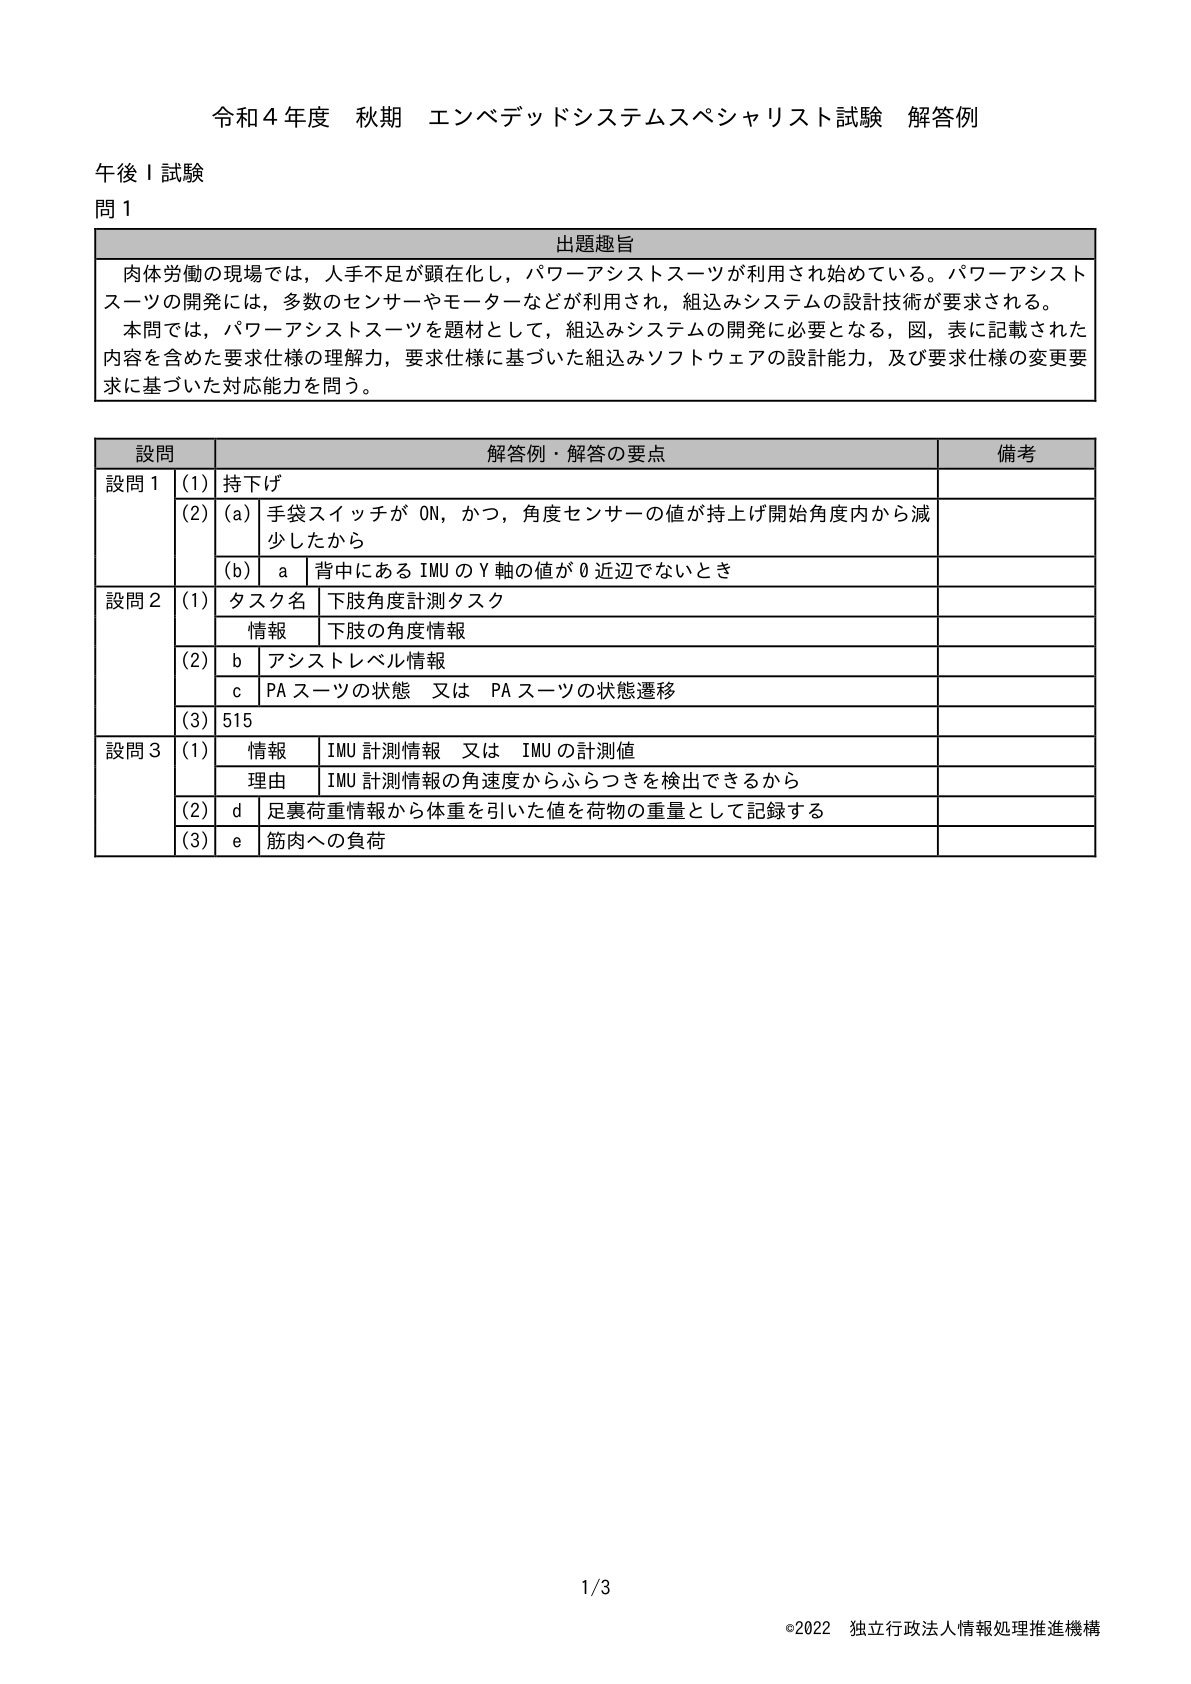 令和４年度　秋期　エンベデッドシステムスペシャリスト試験　解答例
午後Ⅰ試験
問１
出題趣旨
　肉体労働の現場では，人手不足が顕在化し，パワーアシストスーツが利用され始めている。パワーアシスト
スーツの開発には，多数のセンサーやモーターなどが利用され，組込みシステムの設計技術が要求される。
　本問では，パワーアシストスーツを題材として，組込みシステムの開発に必要となる，図，表に記載された
内容を含めた要求仕様の理解力，要求仕様に基づいた組込みソフトウェアの設計能力，及び要求仕様の変更要
求に基づいた対応能力を問う。
設問 解答例・解答の要点 備考
設問１ (1) 持下げ
(2) (a) 手袋スイッチが ON，かつ，角度センサーの値が持上げ開始角度内から減
少したから
(b) a 背中にある IMU の Y 軸の値が 0 近辺でないとき
設問２ (1) タスク名 下肢角度計測タスク
情報 下肢の角度情報
(2) b アシストレベル情報
c PA スーツの状態　又は　PA スーツの状態遷移
(3) 515
設問３ (1) 情報 IMU 計測情報　又は　IMU の計測値
理由 IMU 計測情報の角速度からふらつきを検出できるから
(2) d 足裏荷重情報から体重を引いた値を荷物の重量として記録する
(3) e 筋肉への負荷
1/3
©2022　独立行政法人情報処理推進機構